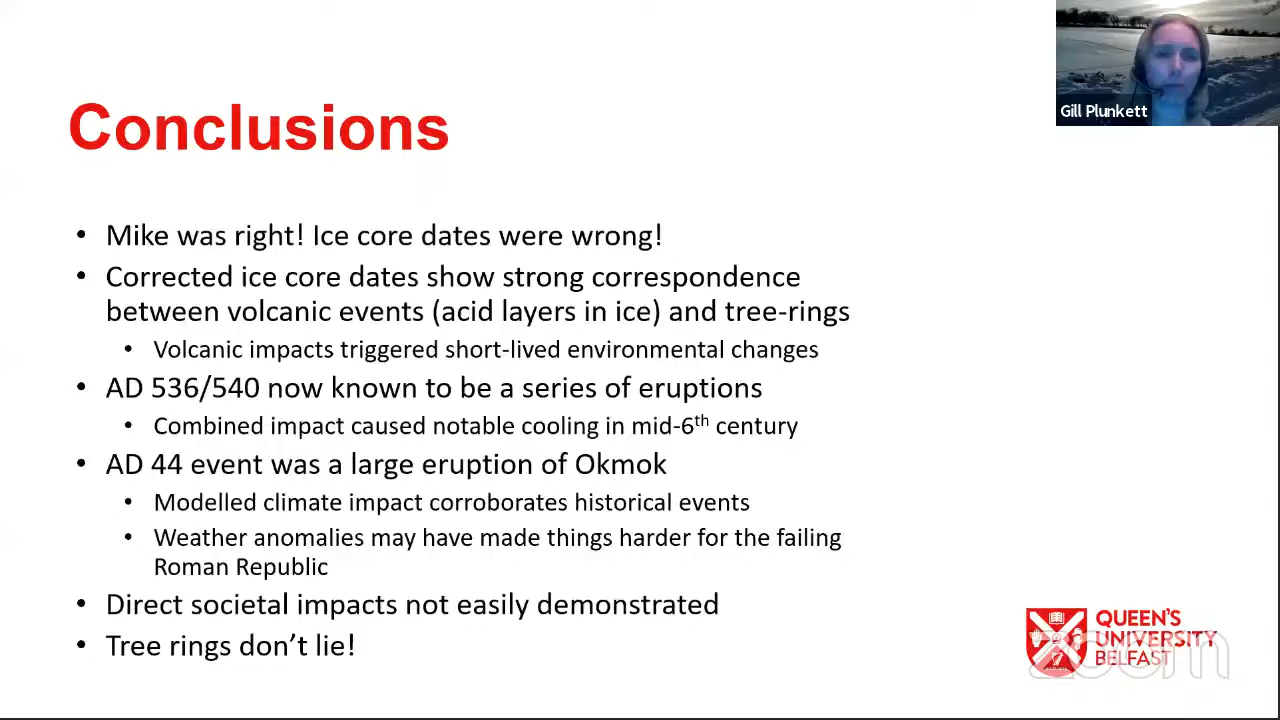 Gill Plunkett
Conclusions
• Mike was right! Ice core dates were wrong!
• Corrected ice core dates show strong correspondence
between volcanic events (acid layers in ice) and tree-rings
• Volcanic impacts triggered short-lived environmental changes
• AD 536/540 now known to be a series of eruptions
• Combined impact caused notable cooling in mid-6th century
• AD 44 event was a large eruption of Okmok
• Modelled climate impact corroborates historical events
• Weather anomalies may have made things harder for the failing
Roman Republic
• Direct societal impacts not easily demonstrated
• Tree rings don’t lie!
QUEEN'S
UNIVERSITY
BELFAST
zoom